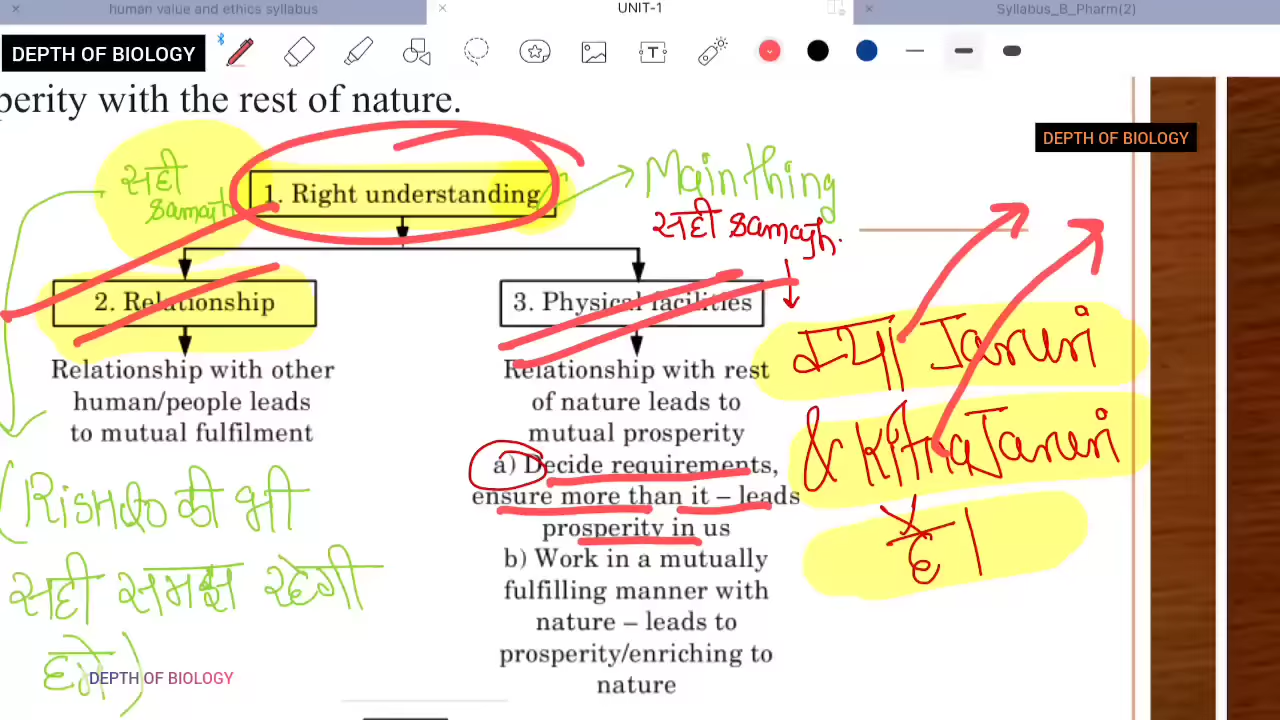 human value and ethics syllabus
UNIT-1
Syllabus_B_Pharm(2)
DEPTH OF BIOLOGY
perity with the rest of nature.
DEPTH OF BIOLOGY
सही
samajh
1. Right understanding
Main thing
सही samajh.
2. Relationship
3. Physical facilities
क्या Jaruri
& Kitna Jaruri
है।
Relationship with other
human/people leads
to mutual fulfilment
Relationship with rest
of nature leads to
mutual prosperity
a) Decide requirements,
ensure more than it – leads
prosperity in us
b) Work in a mutually
fulfilling manner with
nature – leads to
prosperity/enriching to
nature
(Rishto की भी
सही समझ रहेगी
DEPTH OF BIOLOGY